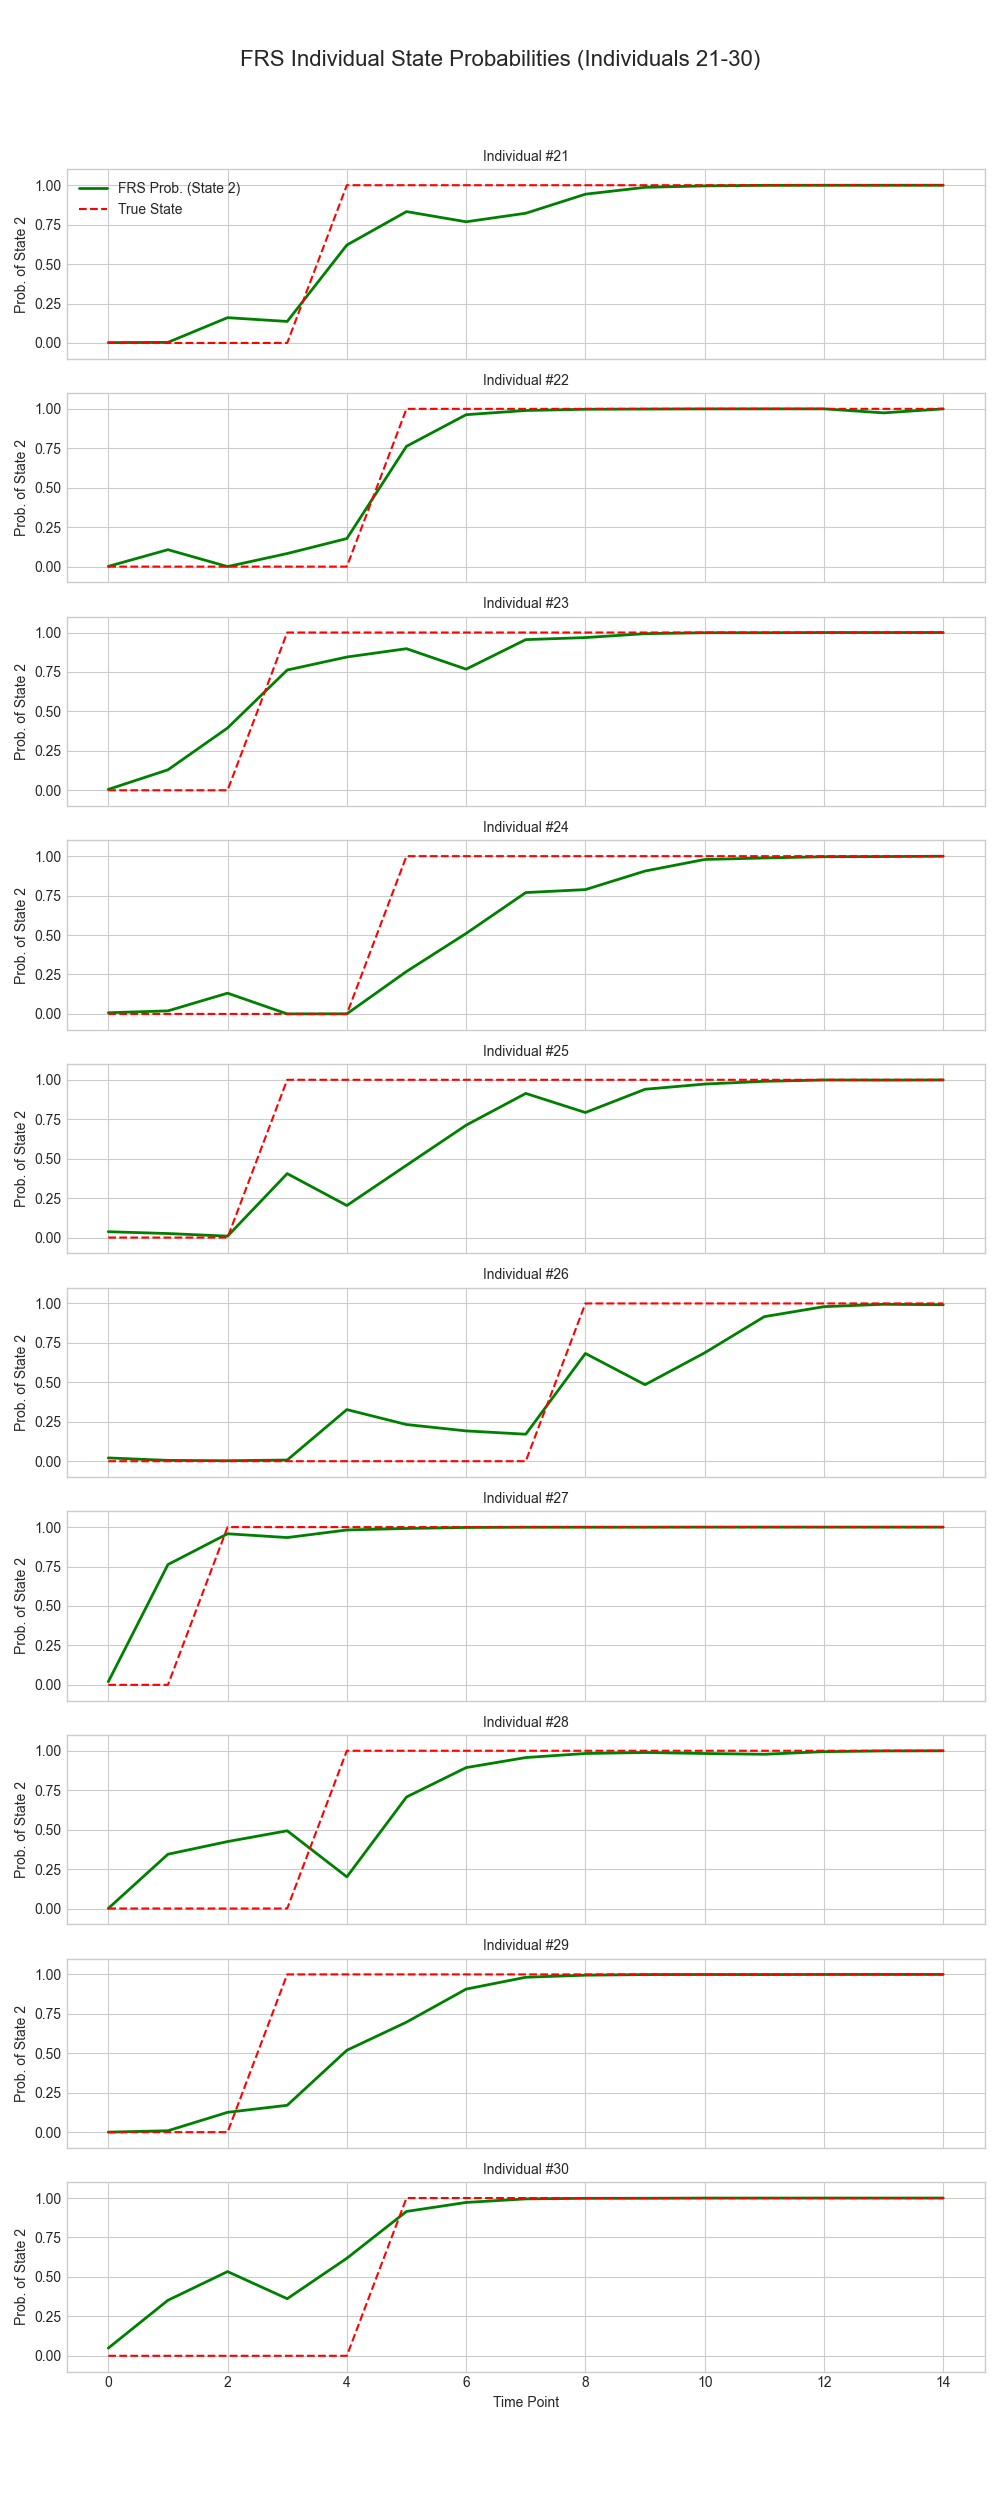 FRS Individual State Probabilities (Individuals 21-30)
Individual #21
FRS Prob. (State 2)
True State
Prob. of State 2
1.00
0.75
0.50
0.25
0.00
Individual #22
Prob. of State 2
1.00
0.75
0.50
0.25
0.00
Individual #23
Prob. of State 2
1.00
0.75
0.50
0.25
0.00
Individual #24
Prob. of State 2
1.00
0.75
0.50
0.25
0.00
Individual #25
Prob. of State 2
1.00
0.75
0.50
0.25
0.00
Individual #26
Prob. of State 2
1.00
0.75
0.50
0.25
0.00
Individual #27
Prob. of State 2
1.00
0.75
0.50
0.25
0.00
Individual #28
Prob. of State 2
1.00
0.75
0.50
0.25
0.00
Individual #29
Prob. of State 2
1.00
0.75
0.50
0.25
0.00
Individual #30
Prob. of State 2
1.00
0.75
0.50
0.25
0.00
0 2 4 6 8 10 12 14
Time Point